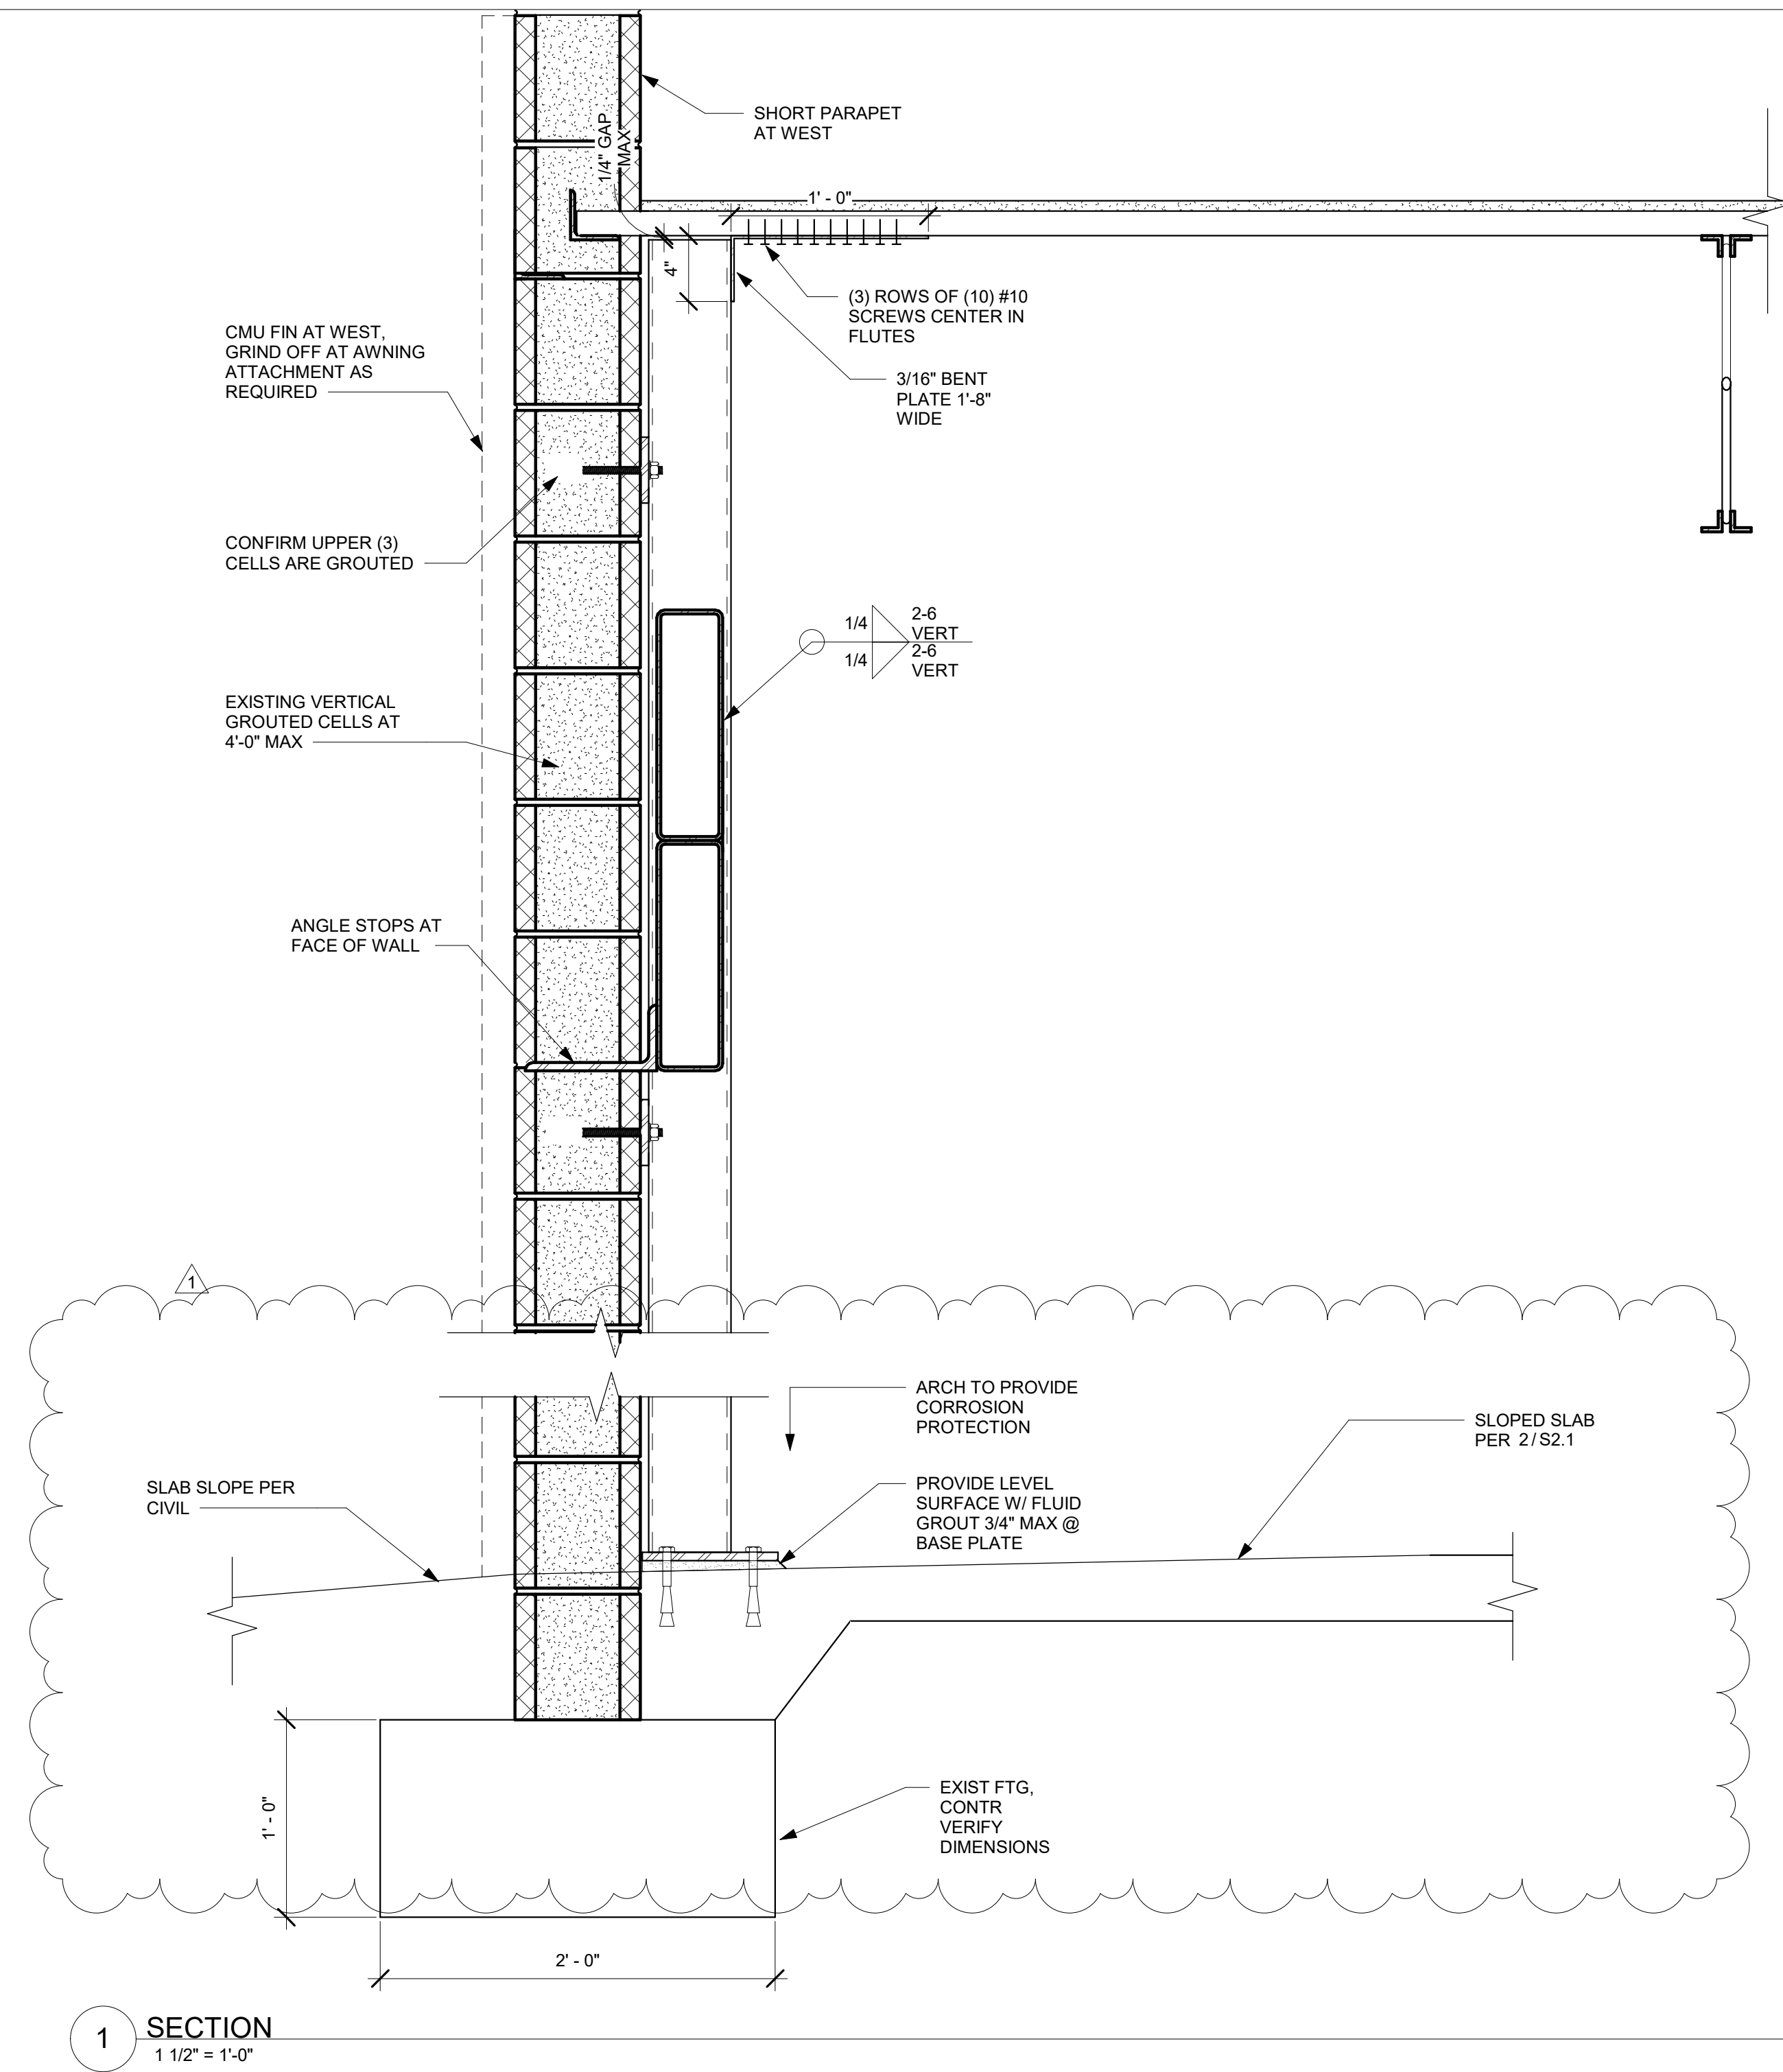 SHORT PARAPET
AT WEST
1/4" GAP
MAX
1' - 0"
4"
(3) ROWS OF (10) #10
SCREWS CENTER IN
FLUTES
3/16" BENT
PLATE 1'-8"
WIDE
CMU FIN AT WEST,
GRIND OFF AT AWNING
ATTACHMENT AS
REQUIRED
CONFIRM UPPER (3)
CELLS ARE GROUTED
1/4
2-6
VERT
1/4
2-6
VERT
EXISTING VERTICAL
GROUTED CELLS AT
4'-0" MAX
ANGLE STOPS AT
FACE OF WALL
1
ARCH TO PROVIDE
CORROSION
PROTECTION
SLOPED SLAB
PER 2/S2.1
SLAB SLOPE PER
CIVIL
PROVIDE LEVEL
SURFACE W/ FLUID
GROUT 3/4" MAX @
BASE PLATE
1' - 0"
EXIST FTG,
CONTR
VERIFY
DIMENSIONS
2' - 0"
1
SECTION
1 1/2" = 1'-0"